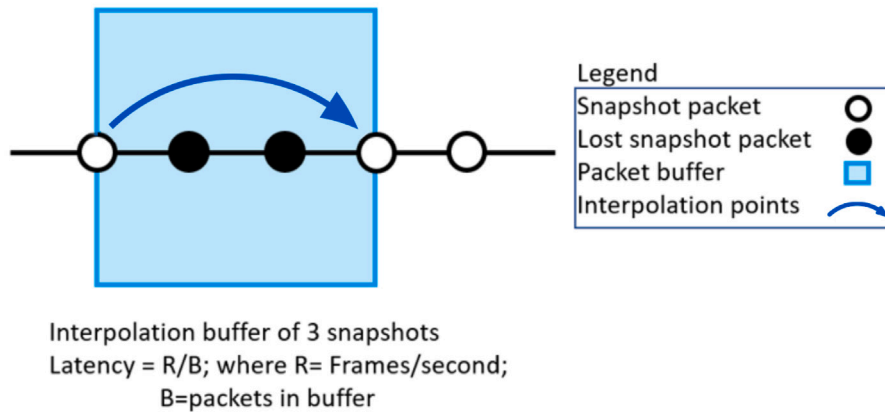 Legend
Snapshot packet
Lost snapshot packet
Packet buffer
Interpolation points
Interpolation buffer of 3 snapshots
Latency = R/B; where R= Frames/second;
B=packets in buffer